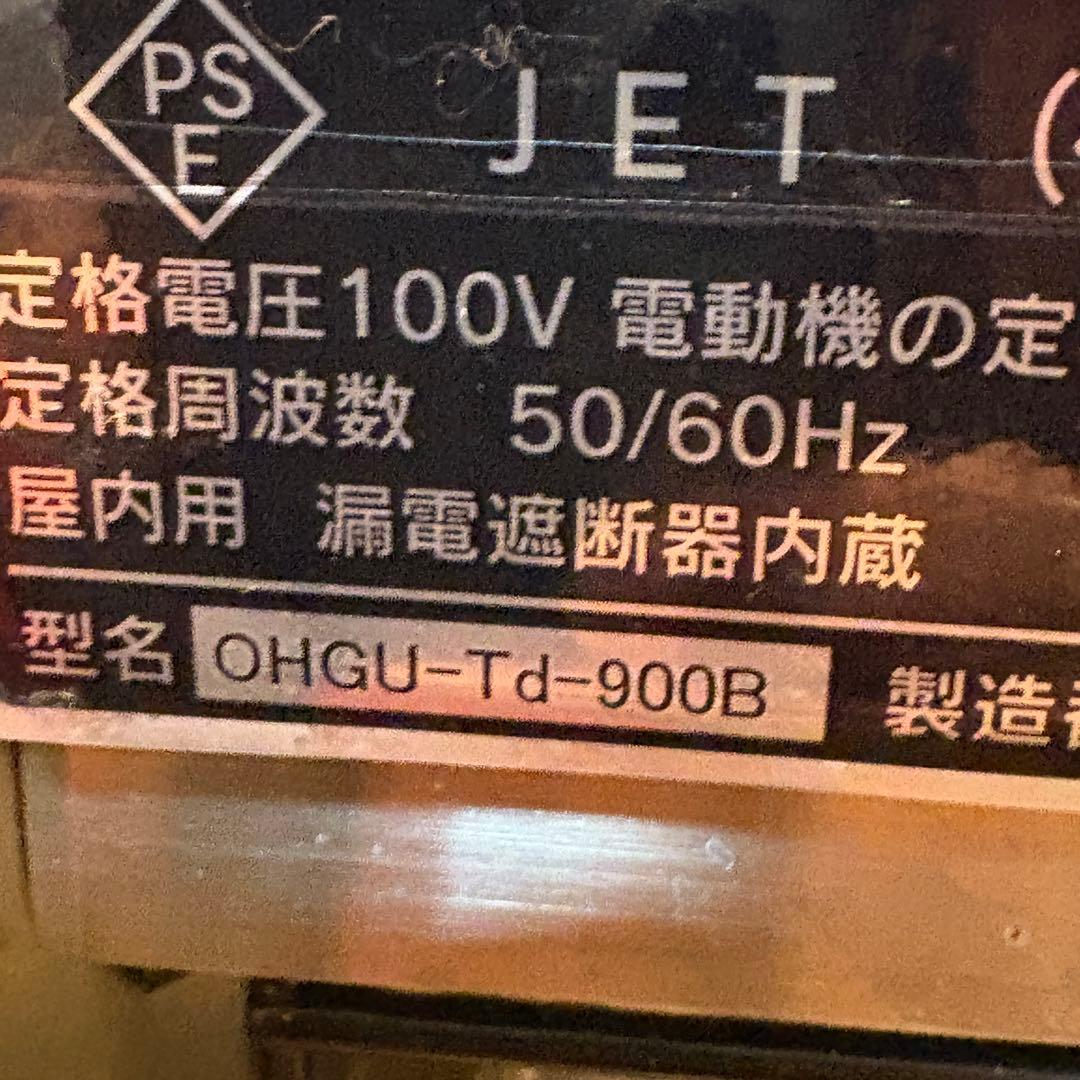 PS
E
JET (
定格電圧100V 電動機の定
定格周波数 50/60Hz
屋内用 漏電遮断器内蔵
型名 OHGU-Td-900B 製造